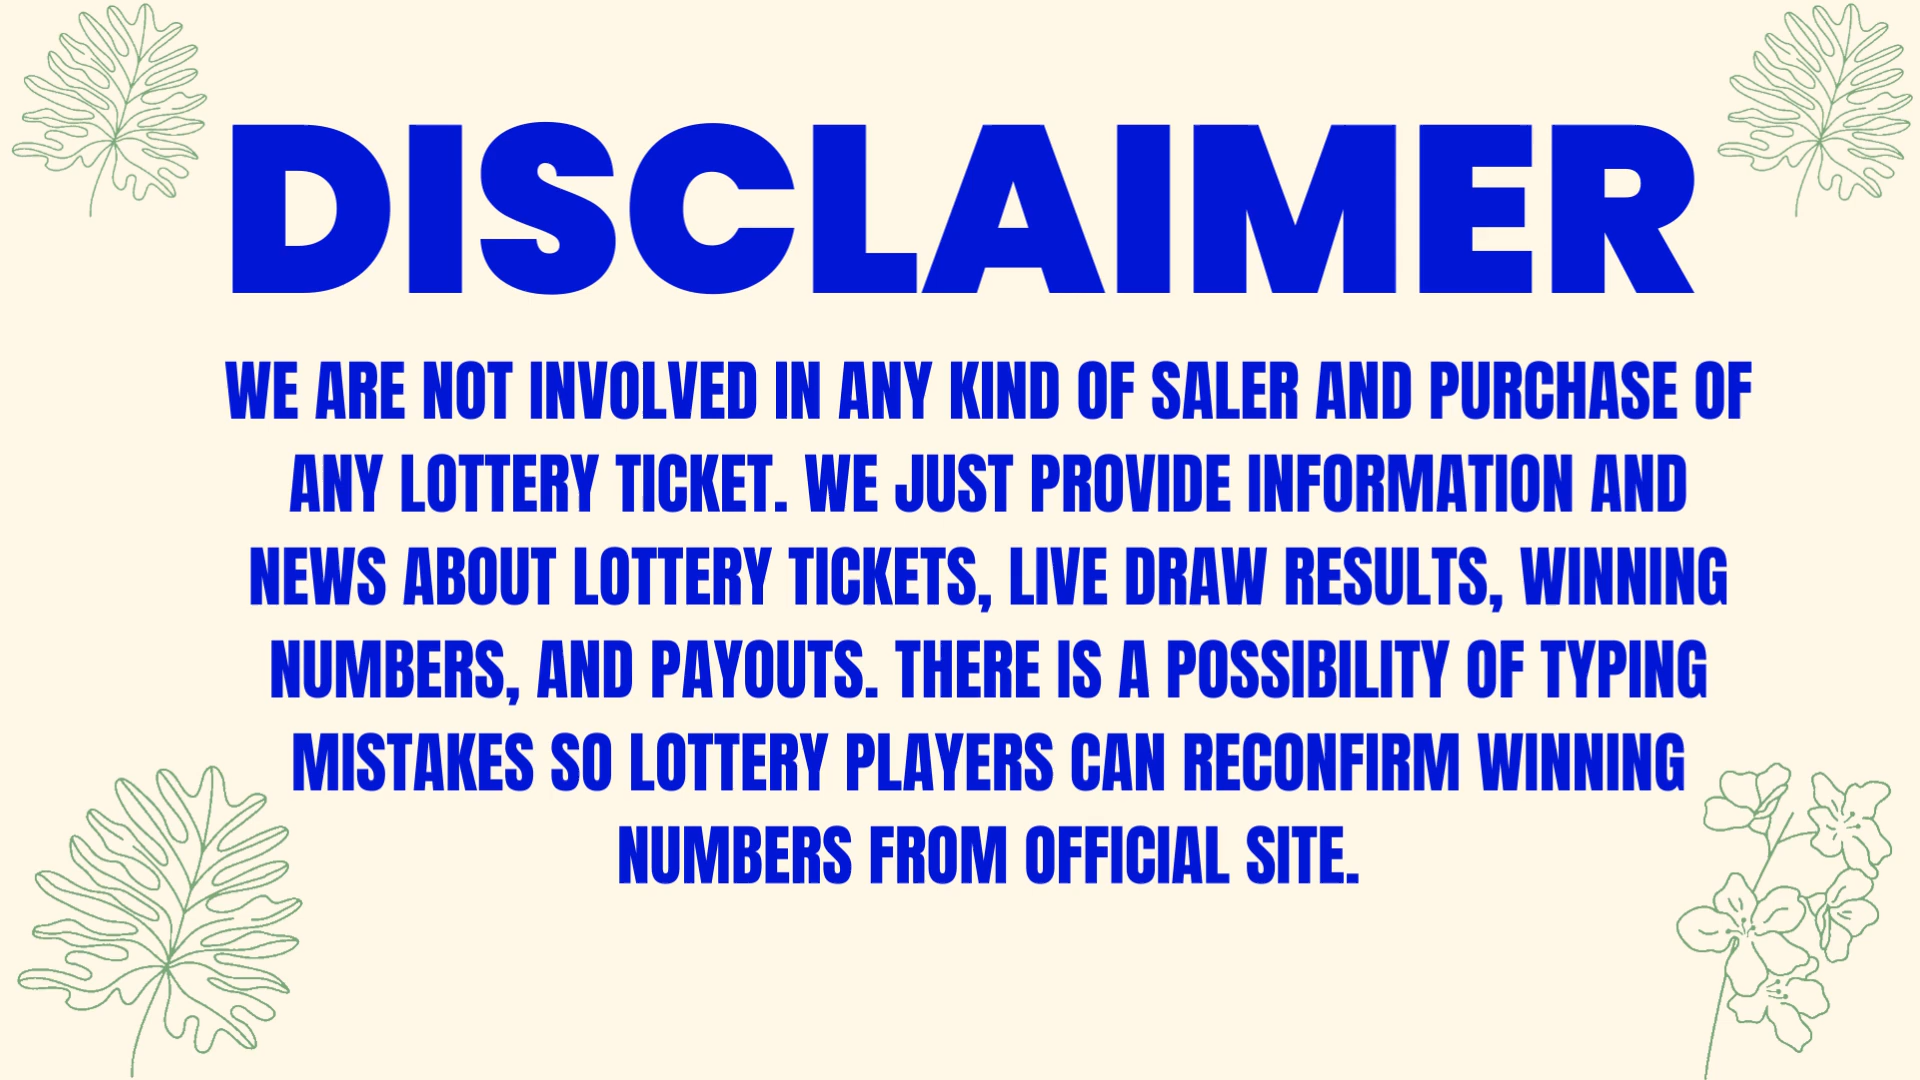 DISCLAIMER
WE ARE NOT INVOLVED IN ANY KIND OF SALER AND PURCHASE OF
ANY LOTTERY TICKET. WE JUST PROVIDE INFORMATION AND
NEWS ABOUT LOTTERY TICKETS, LIVE DRAW RESULTS, WINNING
NUMBERS, AND PAYOUTS. THERE IS A POSSIBILITY OF TYPING
MISTAKES SO LOTTERY PLAYERS CAN RECONFIRM WINNING
NUMBERS FROM OFFICIAL SITE.